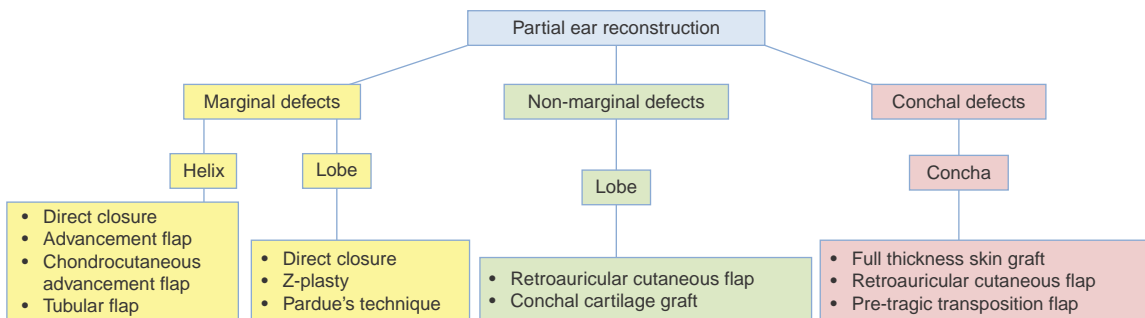 Partial ear reconstruction
Marginal defects
Non-marginal defects
Conchal defects
Helix
Lobe
Lobe
Concha
• Direct closure
• Advancement flap
• Chondrocutaneous
advancement flap
• Tubular flap
• Direct closure
• Z-plasty
• Pardue's technique
• Retroauricular cutaneous flap
• Conchal cartilage graft
• Full thickness skin graft
• Retroauricular cutaneous flap
• Pre-tragic transposition flap